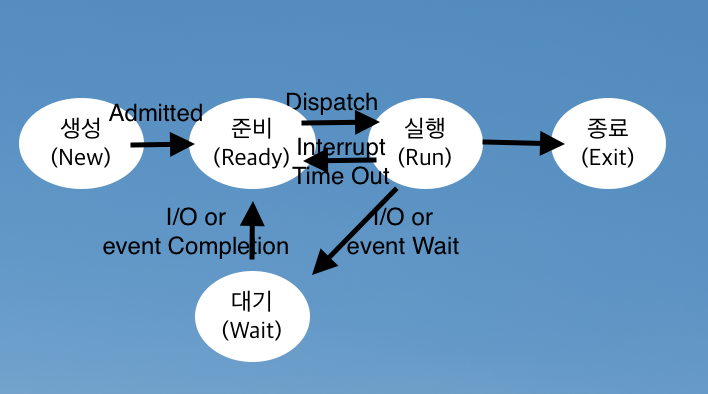 Admitted
Dispatch
생성
(New)
준비
(Ready)
실행
(Run)
종료
(Exit)
Interrupt
Time Out
I/O or
event Completion
I/O or
event Wait
대기
(Wait)